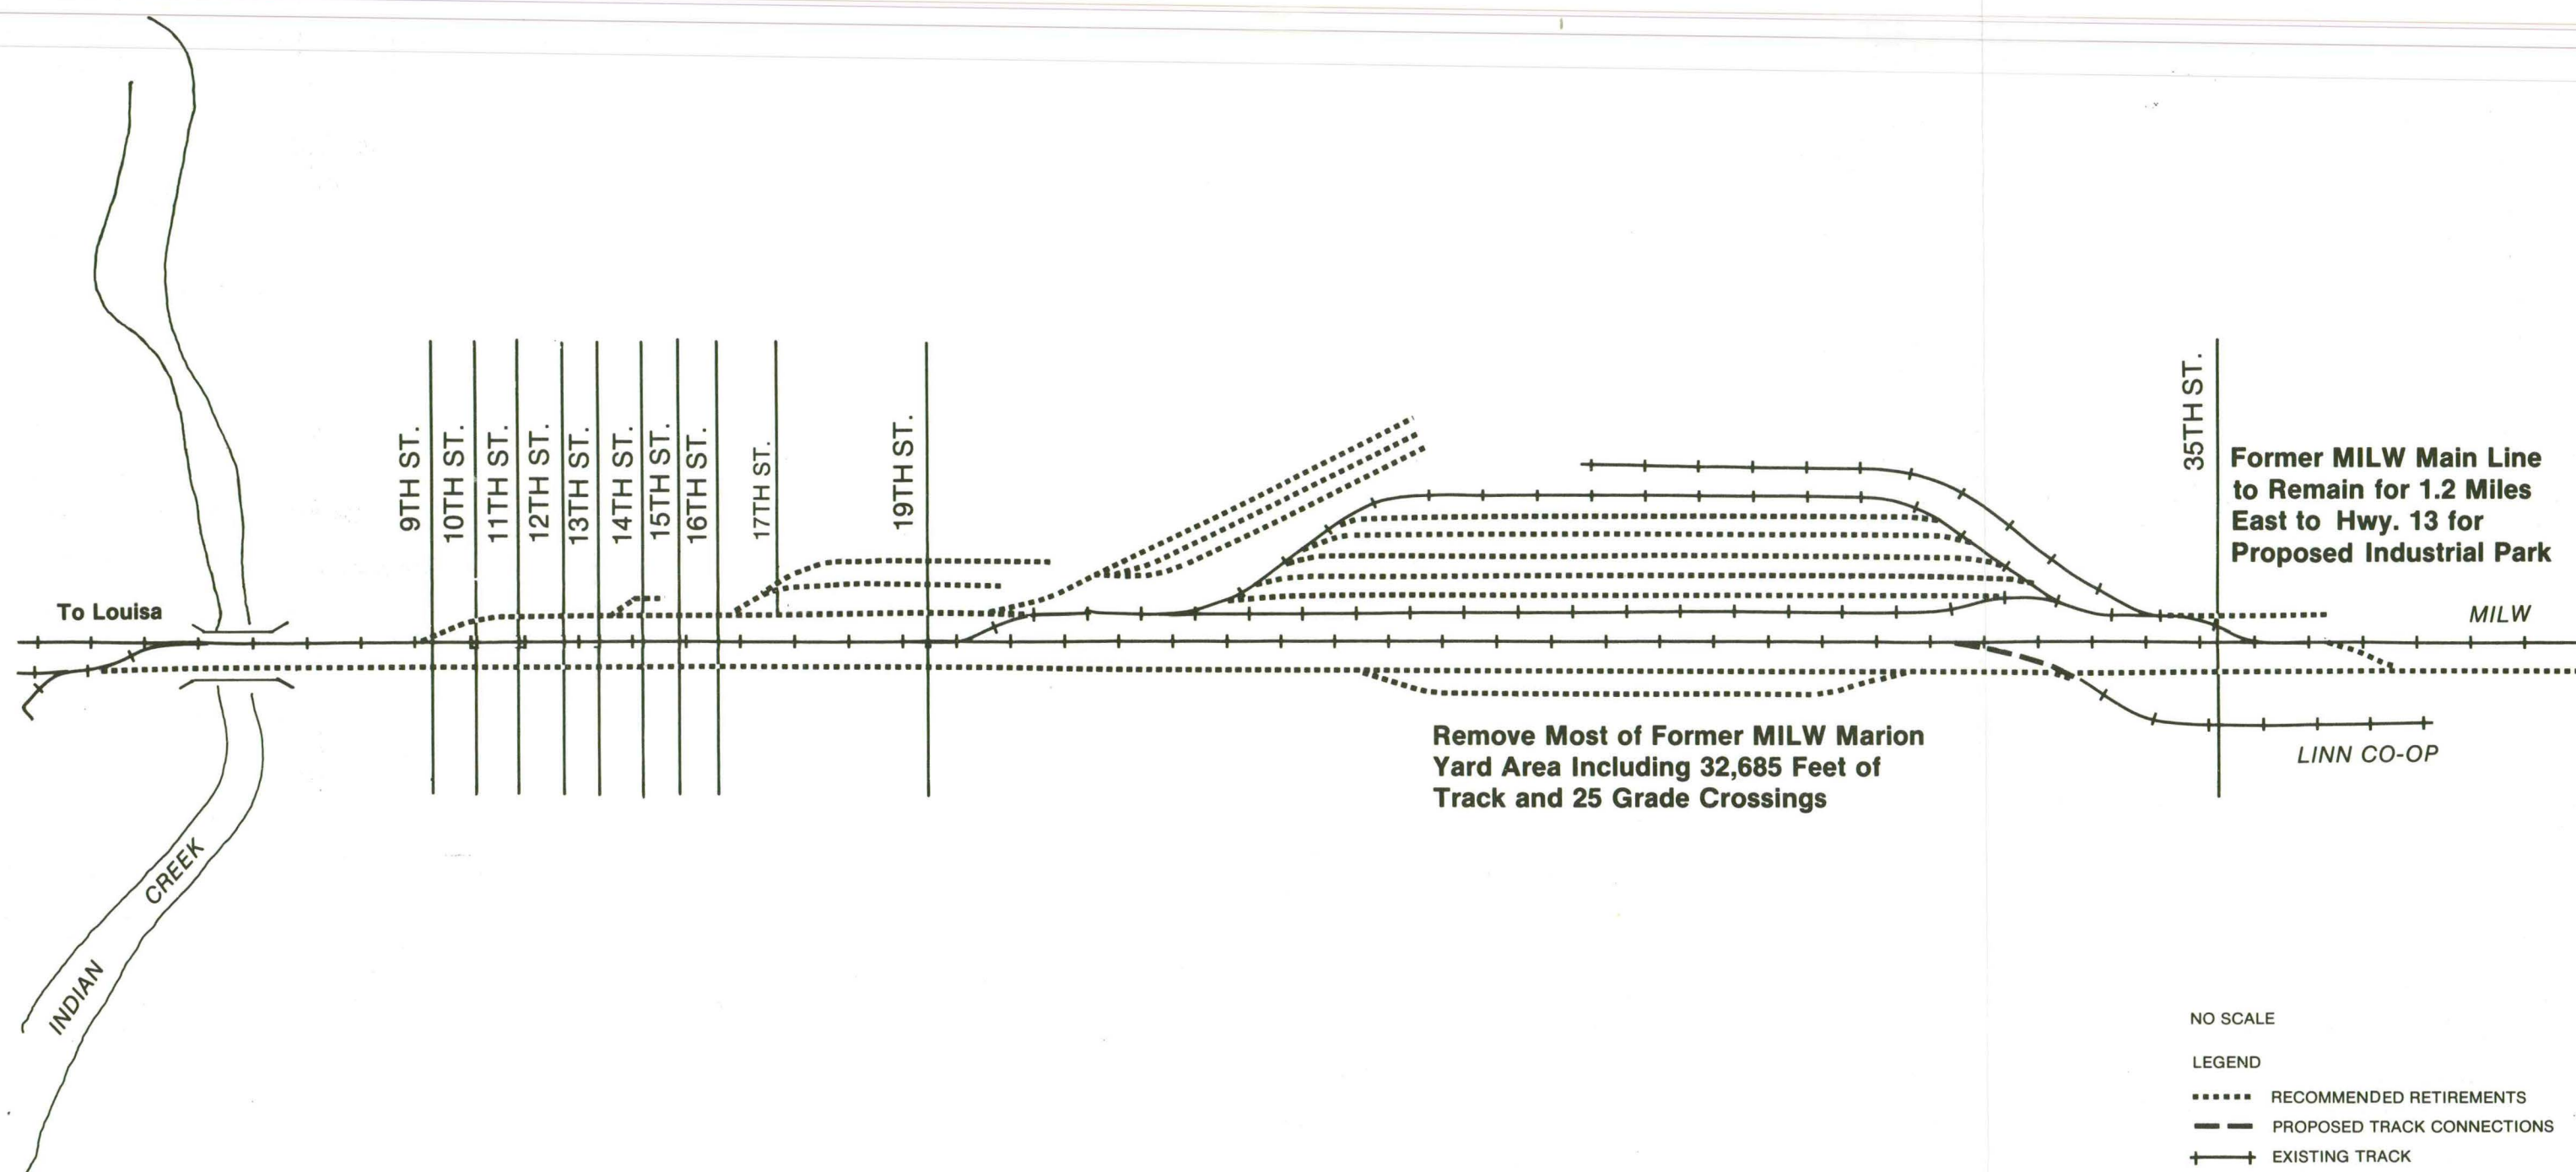 To Louisa
9TH ST.
10TH ST.
11TH ST.
12TH ST.
13TH ST.
14TH ST.
15TH ST.
16TH ST.
17TH ST.
19TH ST.
35TH ST.
Former MILW Main Line
to Remain for 1.2 Miles
East to Hwy. 13 for
Proposed Industrial Park
MILW
LINN CO-OP
Remove Most of Former MILW Marion
Yard Area Including 32,685 Feet of
Track and 25 Grade Crossings
INDIAN CREEK
NO SCALE
LEGEND
RECOMMENDED RETIREMENTS
PROPOSED TRACK CONNECTIONS
EXISTING TRACK